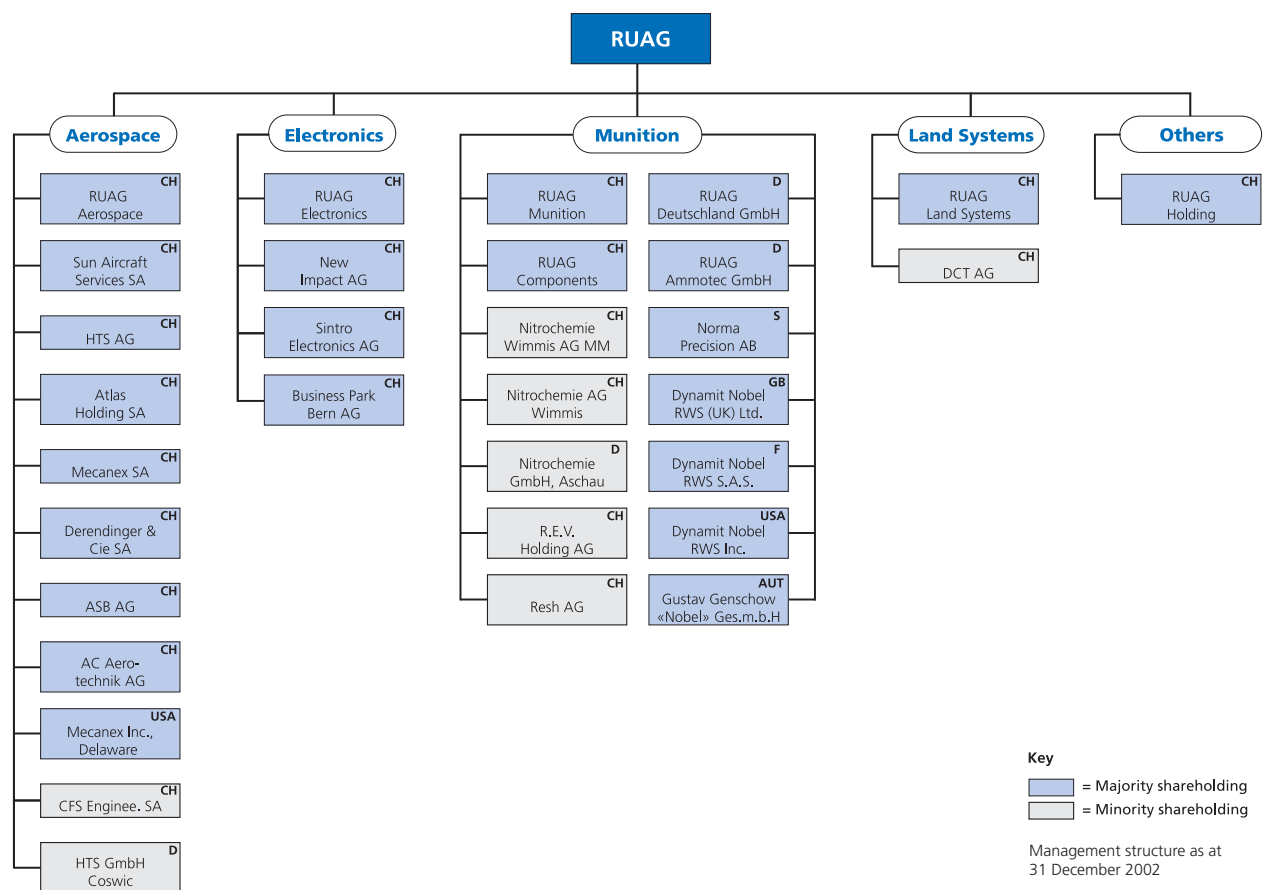 RUAG
Aerospace
CH
RUAG
Aerospace
CH
Sun Aircraft
Services SA
CH
HTS AG
CH
Atlas
Holding SA
CH
Mecanex SA
CH
Derendinger &
Cie SA
CH
ASB AG
CH
AC Aero-
technik AG
USA
Mecanex Inc.,
Delaware
CH
CFS Enginee. SA
D
HTS GmbH
Coswic
Electronics
CH
RUAG
Electronics
CH
New
Impact AG
CH
Sintro
Electronics AG
CH
Business Park
Bern AG
Munition
CH
RUAG
Munition
CH
RUAG
Components
CH
Nitrochemie
Wimmis AG MM
CH
Nitrochemie AG
Wimmis
D
Nitrochemie
GmbH, Aschau
CH
R.E.V.
Holding AG
CH
Resh AG
D
RUAG
Deutschland GmbH
D
RUAG
Ammotec GmbH
S
Norma
Precision AB
GB
Dynamit Nobel
RWS (UK) Ltd.
F
Dynamit Nobel
RWS S.A.S.
USA
Dynamit Nobel
RWS Inc.
AUT
Gustav Genschow
«Nobel» Ges.m.b.H
Land Systems
CH
RUAG
Land Systems
CH
DCT AG
Others
CH
RUAG
Holding
Key
= Majority shareholding
= Minority shareholding
Management structure as at
31 December 2002